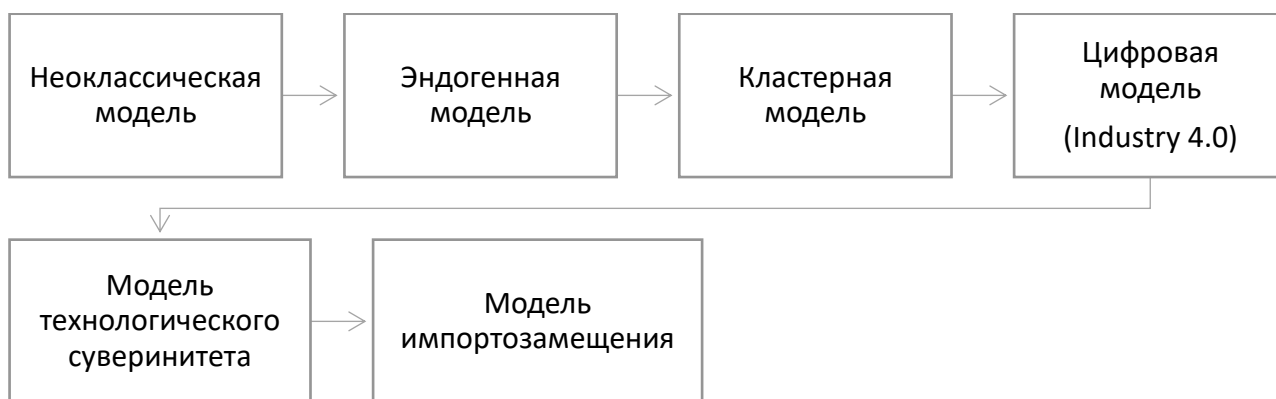 Неоклассическая
модель
Эндогенная
модель
Кластерная
модель
Цифровая
модель
(Industry 4.0)
Модель
технологического
суверинитета
Модель
импортозамещения